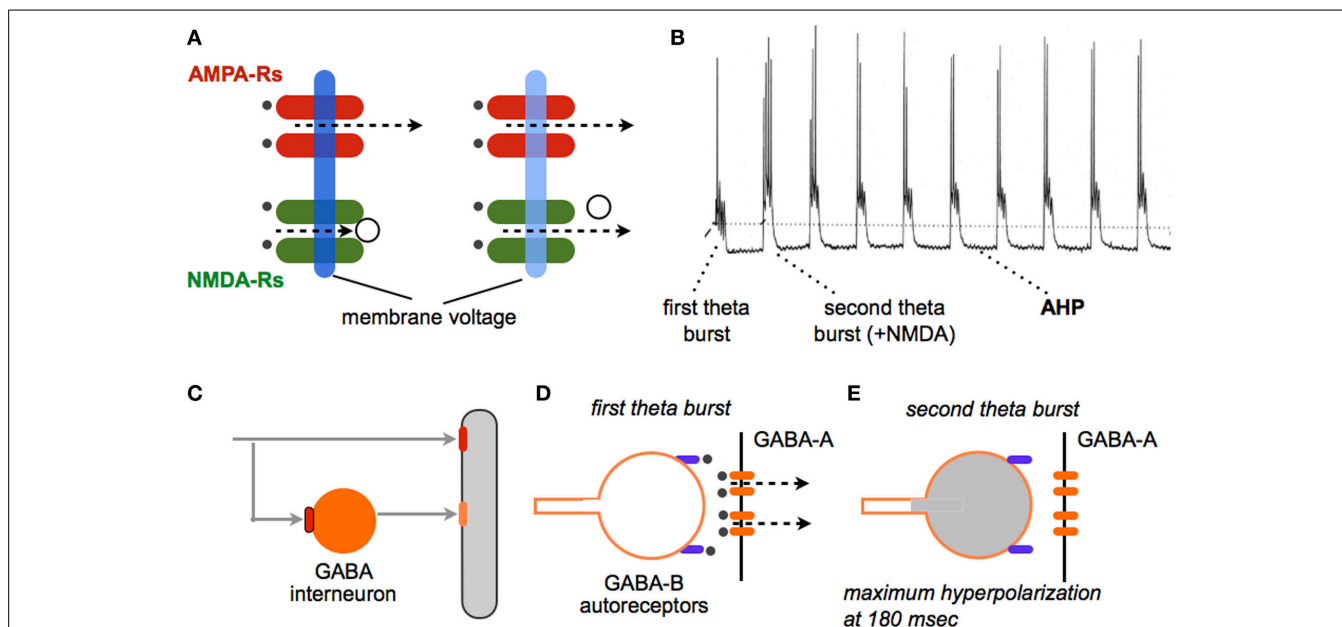 A
AMPA-Rs
NMDA-Rs
membrane voltage
B
first theta
burst
second theta
burst (+NMDA)
AHP
C
GABA
interneuron
D
first theta burst
GABA-A
GABA-B
autoreceptors
E
second theta burst
GABA-A
maximum hyperpolarization
at 180 msec